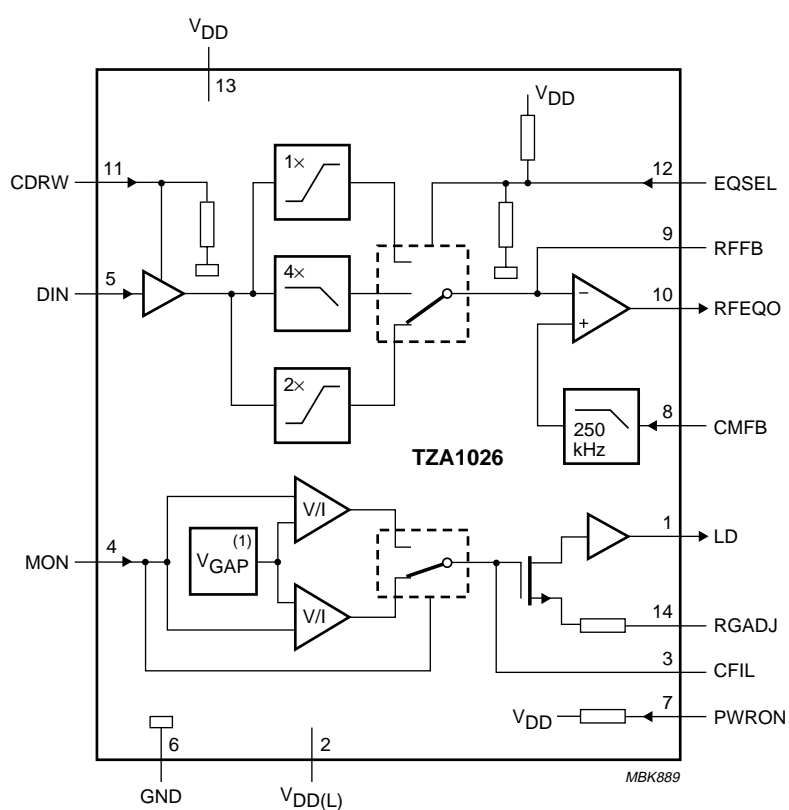 VDD
13
VDD
CDRW
11
1×
12
EQSEL
9
RFFB
DIN
5
4×
−
10
RFEQO
+
2×
250
kHz
8
CMFB
TZA1026
V/I
MON
4
VGAP
(1)
1
LD
V/I
14
RGADJ
3
CFIL
VDD
7
PWRON
6
2
GND
VDD(L)
MBK889